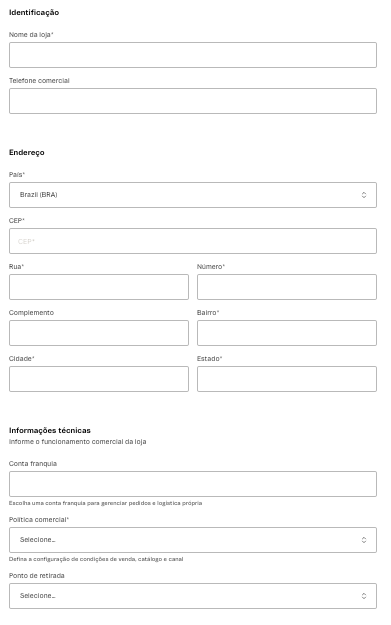 Identificação
Nome da loja*
Telefone comercial
Endereço
País*
Brazil (BRA)
CEP*
CEP*
Rua*
Número*
Complemento
Bairro*
Cidade*
Estado*
Informações técnicas
Informe o funcionamento comercial da loja
Conta franquia
Escolha uma conta franquia para gerenciar pedidos e logística própria
Política comercial*
Selecione...
Defina a configuração de condições de venda, catálogo e canal
Ponto de retirada
Selecione...